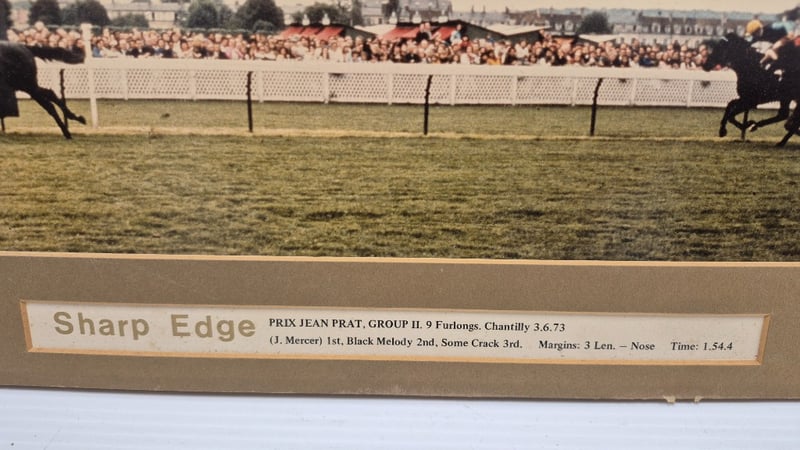 Sharp Edge
PRIX JEAN PRAT, GROUP II. 9 Furlongs. Chantilly 3.6.73
(J. Mercer) 1st, Black Melody 2nd, Some Crack 3rd. Margins: 3 Len. — Nose Time: 1.54.4